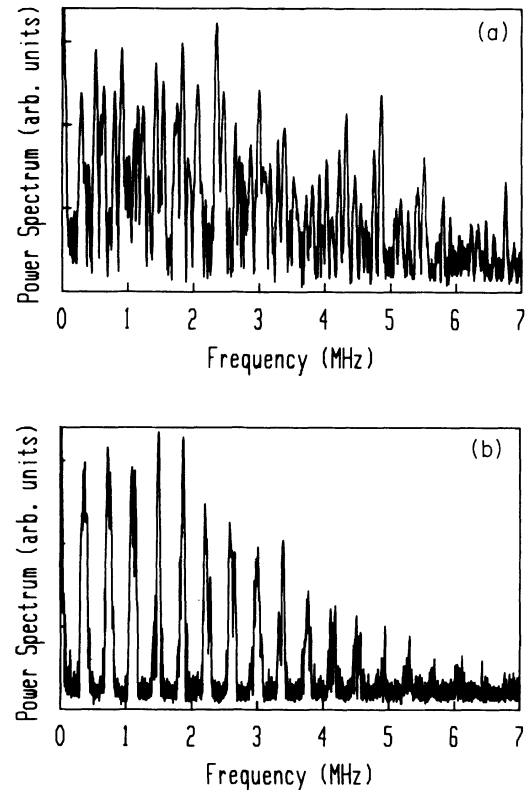 (a)
Power Spectrum (arb. units)
0 1 2 3 4 5 6 7
Frequency (MHz)
(b)
Power Spectrum (arb. units)
0 1 2 3 4 5 6 7
Frequency (MHz)